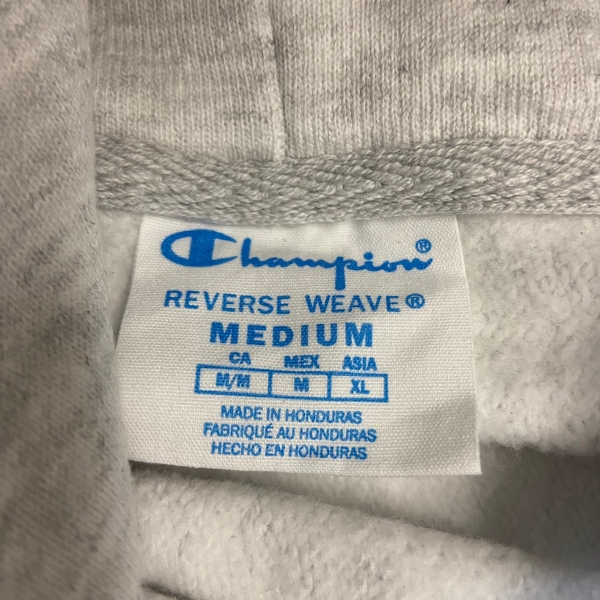 Champion®
REVERSE WEAVE®
MEDIUM
CA MEX ASIA
M/M M XL
MADE IN HONDURAS
FABRIQUÉ AU HONDURAS
HECHO EN HONDURAS